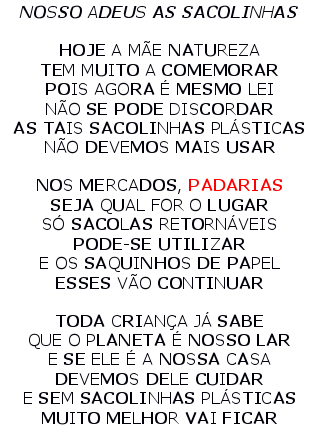 NOSSO ADEUS AS SACOLINHAS
HOJE A MÃE NATUREZA
TEM MUITO A COMEMORAR
POIS AGORA É MESMO LEI
NÃO SE PODE DISCORDAR
AS TAIS SACOLINHAS PLÁSTICAS
NÃO DEVEMOS MAIS USAR
NOS MERCADOS, PADARIAS
SEJA QUAL FOR O LUGAR
SÓ SACOLAS RETORNÁVEIS
PODE-SE UTILIZAR
E OS SAQUINHOS DE PAPEL
ESSES VÃO CONTINUAR
TODA CRIANÇA JÁ SABE
QUE O PLANETA É NOSSO LAR
E SE ELE É A NOSSA CASA
DEVEMOS DELE CUIDAR
E SEM SACOLINHAS PLÁSTICAS
MUITO MELHOR VAI FICAR